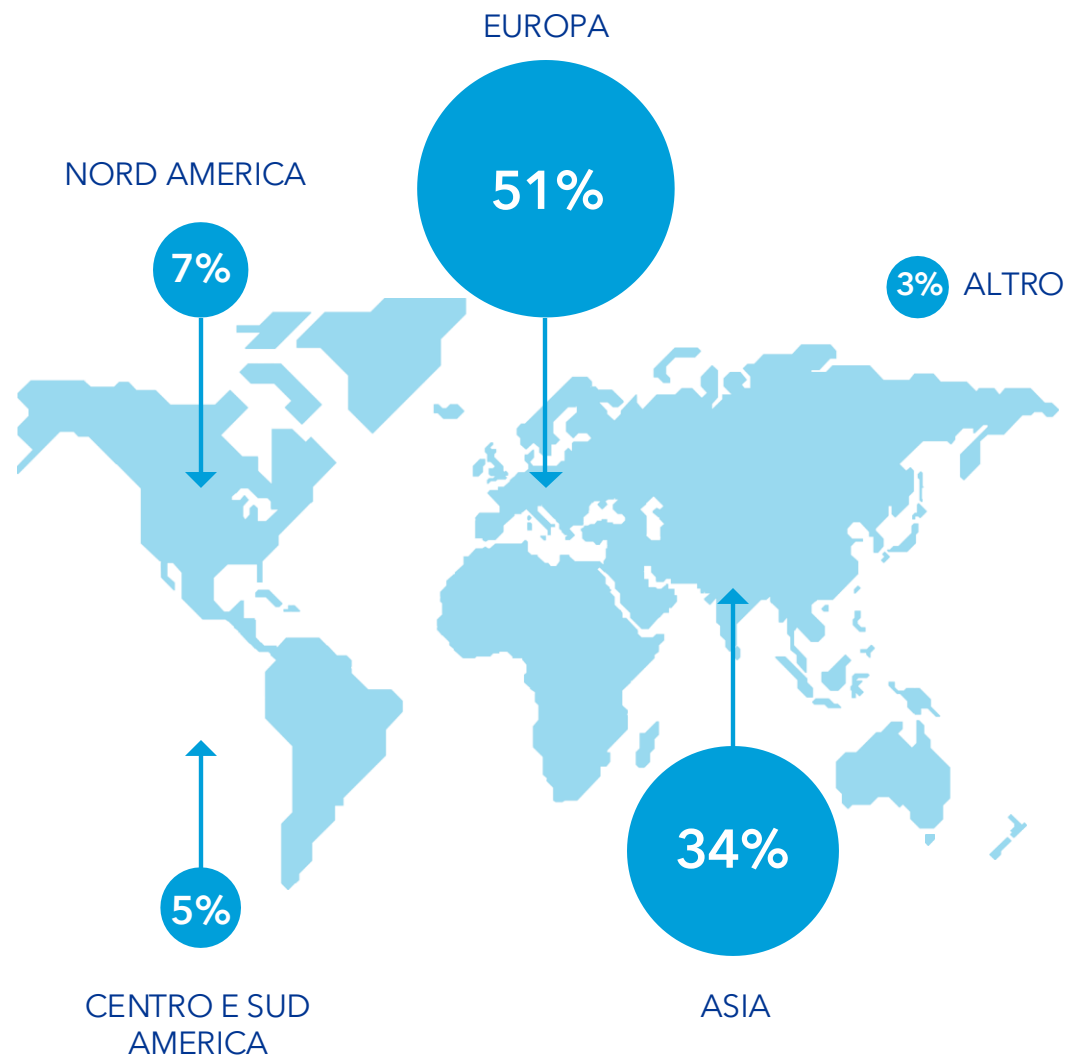 EUROPA
51%
NORD AMERICA
7%
3% ALTRO
34%
5%
CENTRO E SUD
AMERICA
ASIA